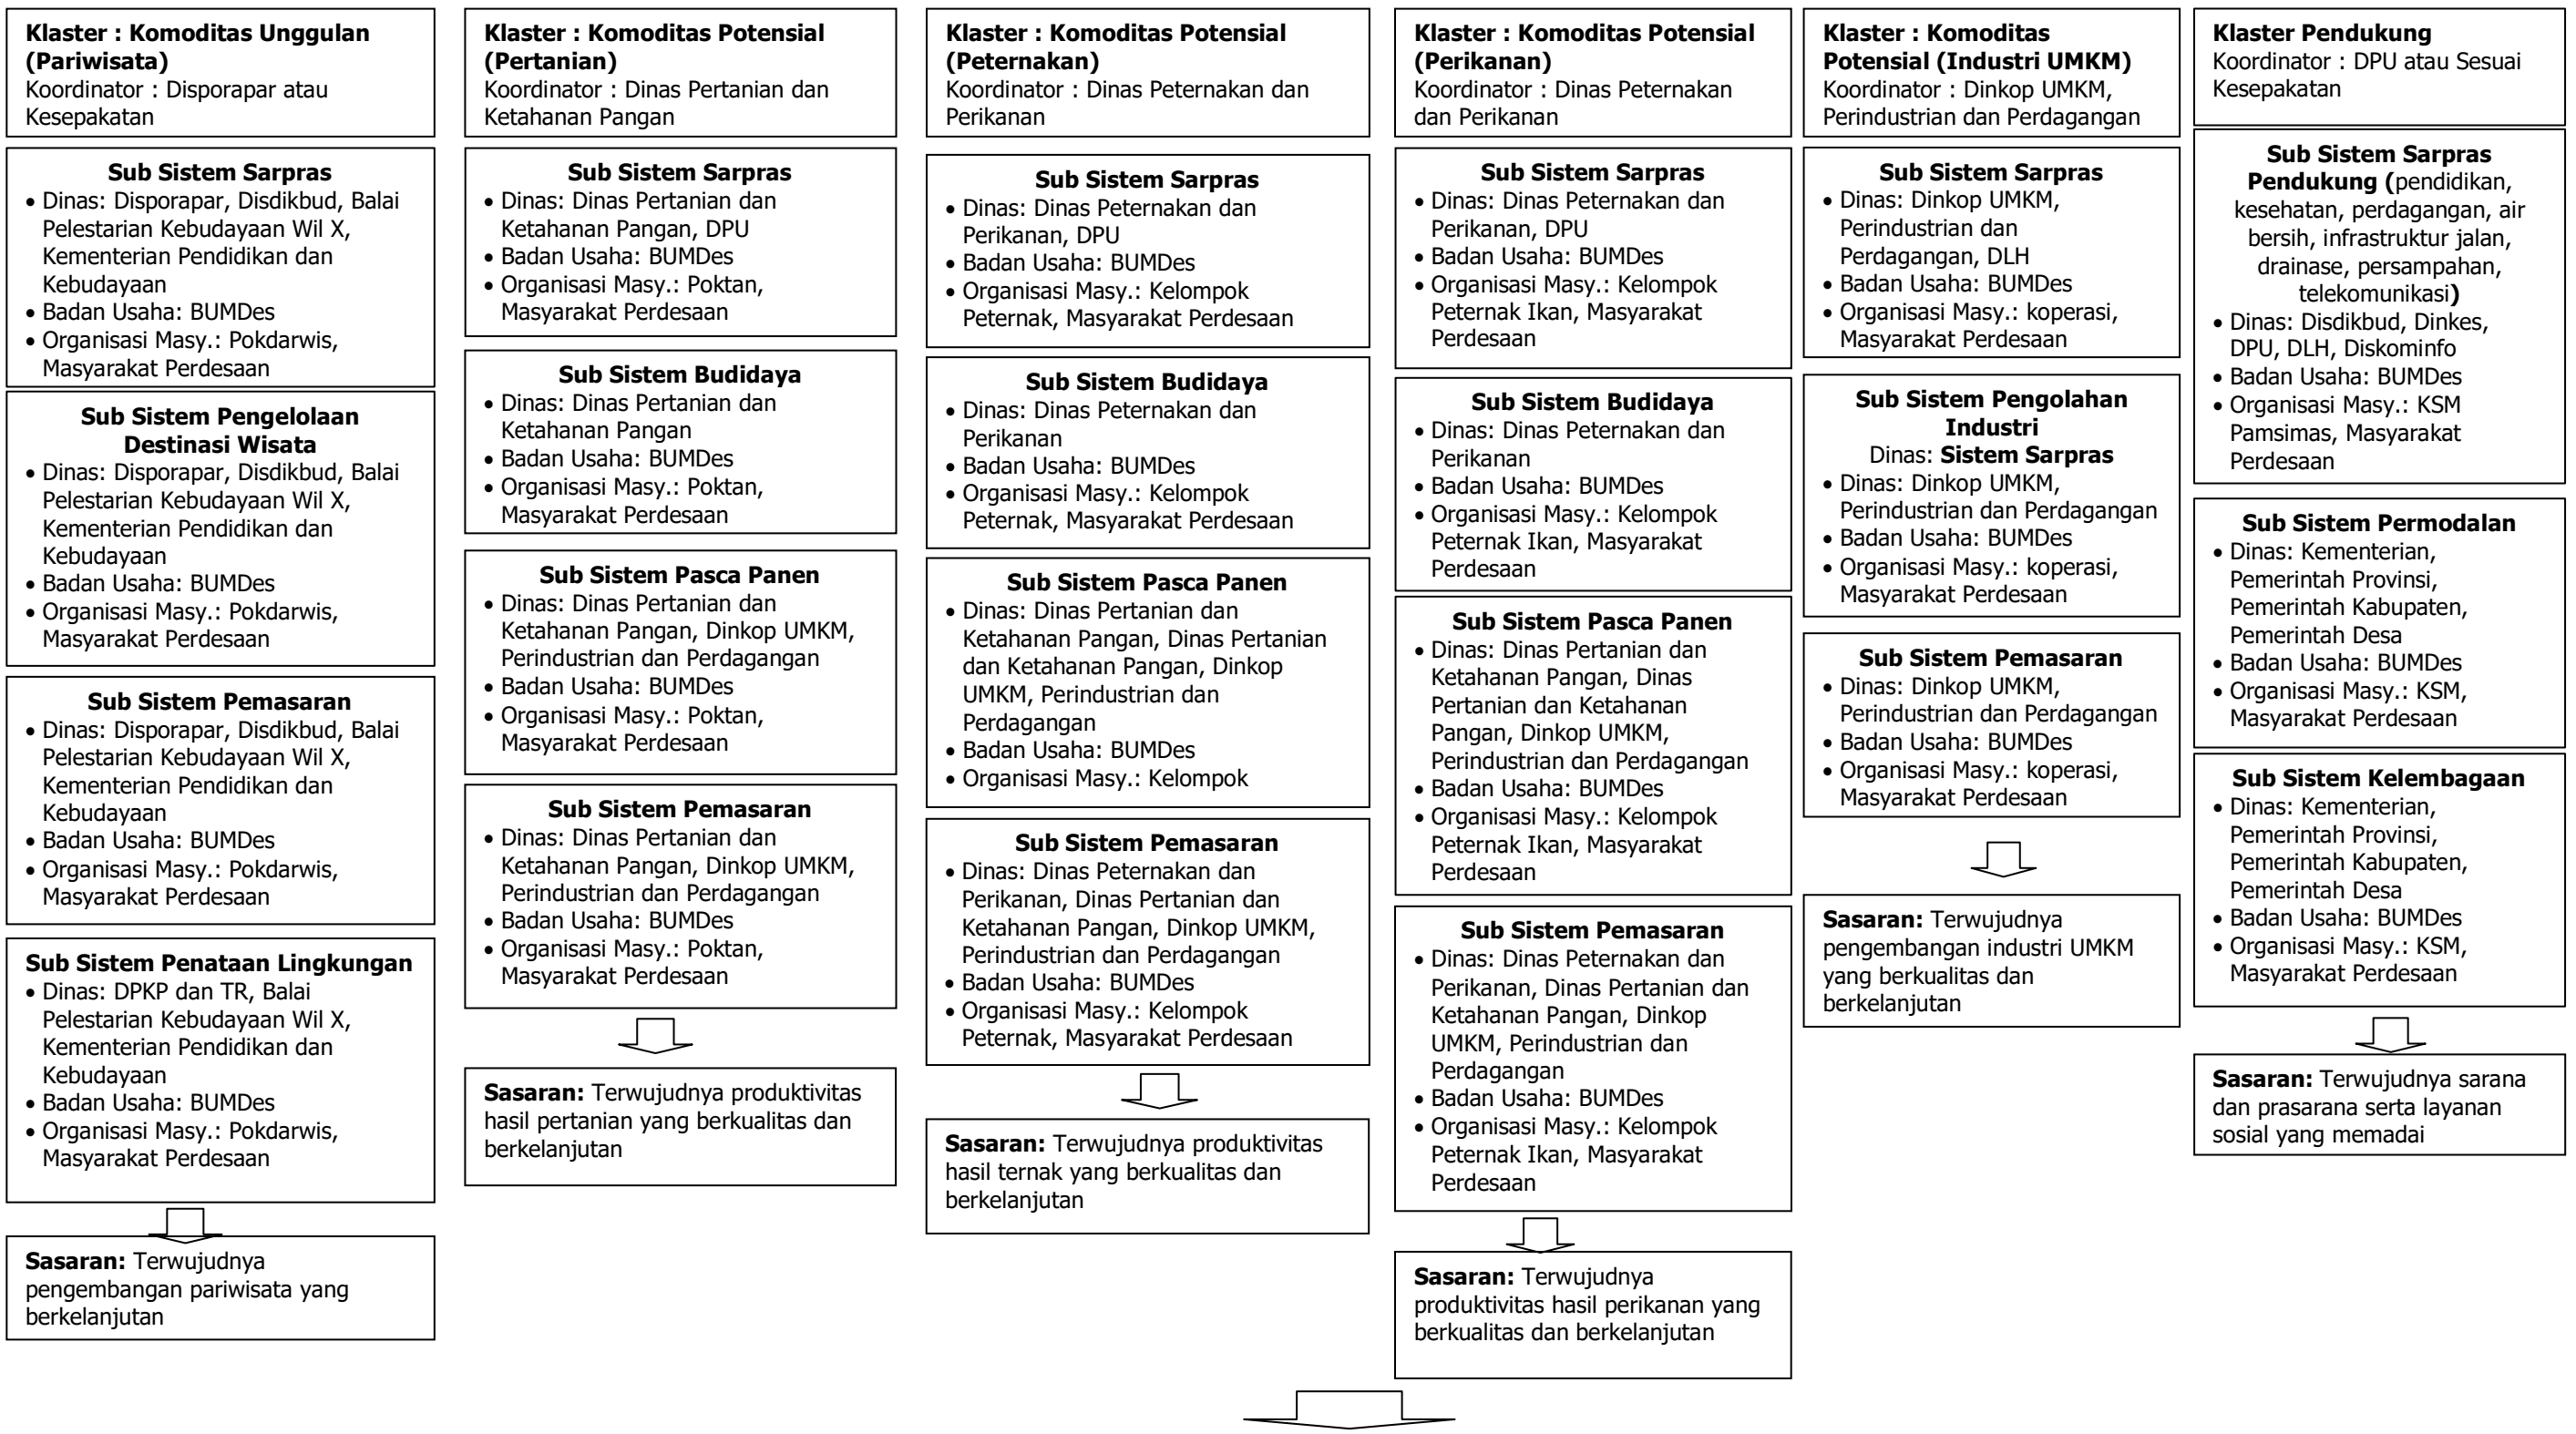 Klaster : Komoditas Unggulan
(Pariwisata)
Koordinator : Disporapar atau
Kesepakatan
Sub Sistem Sarpras
• Dinas: Disporapar, Disdikbud, Balai
Pelestarian Kebudayaan Wil X,
Kementerian Pendidikan dan
Kebudayaan
• Badan Usaha: BUMDes
• Organisasi Masy.: Pokdarwis,
Masyarakat Perdesaan
Sub Sistem Pengelolaan
Destinasi Wisata
• Dinas: Disporapar, Disdikbud, Balai
Pelestarian Kebudayaan Wil X,
Kementerian Pendidikan dan
Kebudayaan
• Badan Usaha: BUMDes
• Organisasi Masy.: Pokdarwis,
Masyarakat Perdesaan
Sub Sistem Pemasaran
• Dinas: Disporapar, Disdikbud, Balai
Pelestarian Kebudayaan Wil X,
Kementerian Pendidikan dan
Kebudayaan
• Badan Usaha: BUMDes
• Organisasi Masy.: Pokdarwis,
Masyarakat Perdesaan
Sub Sistem Penataan Lingkungan
• Dinas: DPKP dan TR, Balai
Pelestarian Kebudayaan Wil X,
Kementerian Pendidikan dan
Kebudayaan
• Badan Usaha: BUMDes
• Organisasi Masy.: Pokdarwis,
Masyarakat Perdesaan
Sasaran: Terwujudnya
pengembangan pariwisata yang
berkelanjutan
Klaster : Komoditas Potensial
(Pertanian)
Koordinator : Dinas Pertanian dan
Ketahanan Pangan
Sub Sistem Sarpras
• Dinas: Dinas Pertanian dan
Ketahanan Pangan, DPU
• Badan Usaha: BUMDes
• Organisasi Masy.: Poktan,
Masyarakat Perdesaan
Sub Sistem Budidaya
• Dinas: Dinas Pertanian dan
Ketahanan Pangan
• Badan Usaha: BUMDes
• Organisasi Masy.: Poktan,
Masyarakat Perdesaan
Sub Sistem Pasca Panen
• Dinas: Dinas Pertanian dan
Ketahanan Pangan, Dinkop UMKM,
Perindustrian dan Perdagangan
• Badan Usaha: BUMDes
• Organisasi Masy.: Poktan,
Masyarakat Perdesaan
Sub Sistem Pemasaran
• Dinas: Dinas Pertanian dan
Ketahanan Pangan, Dinkop UMKM,
Perindustrian dan Perdagangan
• Badan Usaha: BUMDes
• Organisasi Masy.: Poktan,
Masyarakat Perdesaan
Sasaran: Terwujudnya produktivitas
hasil pertanian yang berkualitas dan
berkelanjutan
Klaster : Komoditas Potensial
(Peternakan)
Koordinator : Dinas Peternakan dan
Perikanan
Sub Sistem Sarpras
• Dinas: Dinas Peternakan dan
Perikanan, DPU
• Badan Usaha: BUMDes
• Organisasi Masy.: Kelompok
Peternak, Masyarakat Perdesaan
Sub Sistem Budidaya
• Dinas: Dinas Peternakan dan
Perikanan
• Badan Usaha: BUMDes
• Organisasi Masy.: Kelompok
Peternak, Masyarakat Perdesaan
Sub Sistem Pasca Panen
• Dinas: Dinas Pertanian dan
Ketahanan Pangan, Dinas Pertanian
dan Ketahanan Pangan, Dinkop
UMKM, Perindustrian dan
Perdagangan
• Badan Usaha: BUMDes
• Organisasi Masy.: Kelompok
Sub Sistem Pemasaran
• Dinas: Dinas Peternakan dan
Perikanan, Dinas Pertanian dan
Ketahanan Pangan, Dinkop UMKM,
Perindustrian dan Perdagangan
• Badan Usaha: BUMDes
• Organisasi Masy.: Kelompok
Peternak, Masyarakat Perdesaan
Sasaran: Terwujudnya produktivitas
hasil ternak yang berkualitas dan
berkelanjutan
Klaster : Komoditas Potensial
(Perikanan)
Koordinator : Dinas Peternakan
dan Perikanan
Sub Sistem Sarpras
• Dinas: Dinas Peternakan dan
Perikanan, DPU
• Badan Usaha: BUMDes
• Organisasi Masy.: Kelompok
Peternak Ikan, Masyarakat
Perdesaan
Sub Sistem Budidaya
• Dinas: Dinas Peternakan dan
Perikanan
• Badan Usaha: BUMDes
• Organisasi Masy.: Kelompok
Peternak Ikan, Masyarakat
Perdesaan
Sub Sistem Pasca Panen
• Dinas: Dinas Pertanian dan
Ketahanan Pangan, Dinas
Pertanian dan Ketahanan
Pangan, Dinkop UMKM,
Perindustrian dan Perdagangan
• Badan Usaha: BUMDes
• Organisasi Masy.: Kelompok
Peternak Ikan, Masyarakat
Perdesaan
Sub Sistem Pemasaran
• Dinas: Dinas Peternakan dan
Perikanan, Dinas Pertanian dan
Ketahanan Pangan, Dinkop
UMKM, Perindustrian dan
Perdagangan
• Badan Usaha: BUMDes
• Organisasi Masy.: Kelompok
Peternak Ikan, Masyarakat
Perdesaan
Sasaran: Terwujudnya
produktivitas hasil perikanan yang
berkualitas dan berkelanjutan
Klaster : Komoditas
Potensial (Industri UMKM)
Koordinator : Dinkop UMKM,
Perindustrian dan Perdagangan
Sub Sistem Sarpras
• Dinas: Dinkop UMKM,
Perindustrian dan
Perdagangan, DLH
• Badan Usaha: BUMDes
• Organisasi Masy.: koperasi,
Masyarakat Perdesaan
Sub Sistem Pengolahan
Industri
Dinas: Sistem Sarpras
• Dinas: Dinkop UMKM,
Perindustrian dan Perdagangan
• Badan Usaha: BUMDes
• Organisasi Masy.: koperasi,
Masyarakat Perdesaan
Sub Sistem Pemasaran
• Dinas: Dinkop UMKM,
Perindustrian dan Perdagangan
• Badan Usaha: BUMDes
• Organisasi Masy.: koperasi,
Masyarakat Perdesaan
Sasaran: Terwujudnya
pengembangan industri UMKM
yang berkualitas dan
berkelanjutan
Klaster Pendukung
Koordinator : DPU atau Sesuai
Kesepakatan
Sub Sistem Sarpras
Pendukung (pendidikan,
kesehatan, perdagangan, air
bersih, infrastruktur jalan,
drainase, persampahan,
telekomunikasi)
• Dinas: Disdikbud, Dinkes,
DPU, DLH, Diskominfo
• Badan Usaha: BUMDes
• Organisasi Masy.: KSM
Pamsimas, Masyarakat
Perdesaan
Sub Sistem Permodalan
• Dinas: Kementerian,
Pemerintah Provinsi,
Pemerintah Kabupaten,
Pemerintah Desa
• Badan Usaha: BUMDes
• Organisasi Masy.: KSM,
Masyarakat Perdesaan
Sub Sistem Kelembagaan
• Dinas: Kementerian,
Pemerintah Provinsi,
Pemerintah Kabupaten,
Pemerintah Desa
• Badan Usaha: BUMDes
• Organisasi Masy.: KSM,
Masyarakat Perdesaan
Sasaran: Terwujudnya sarana
dan prasarana serta layanan
sosial yang memadai